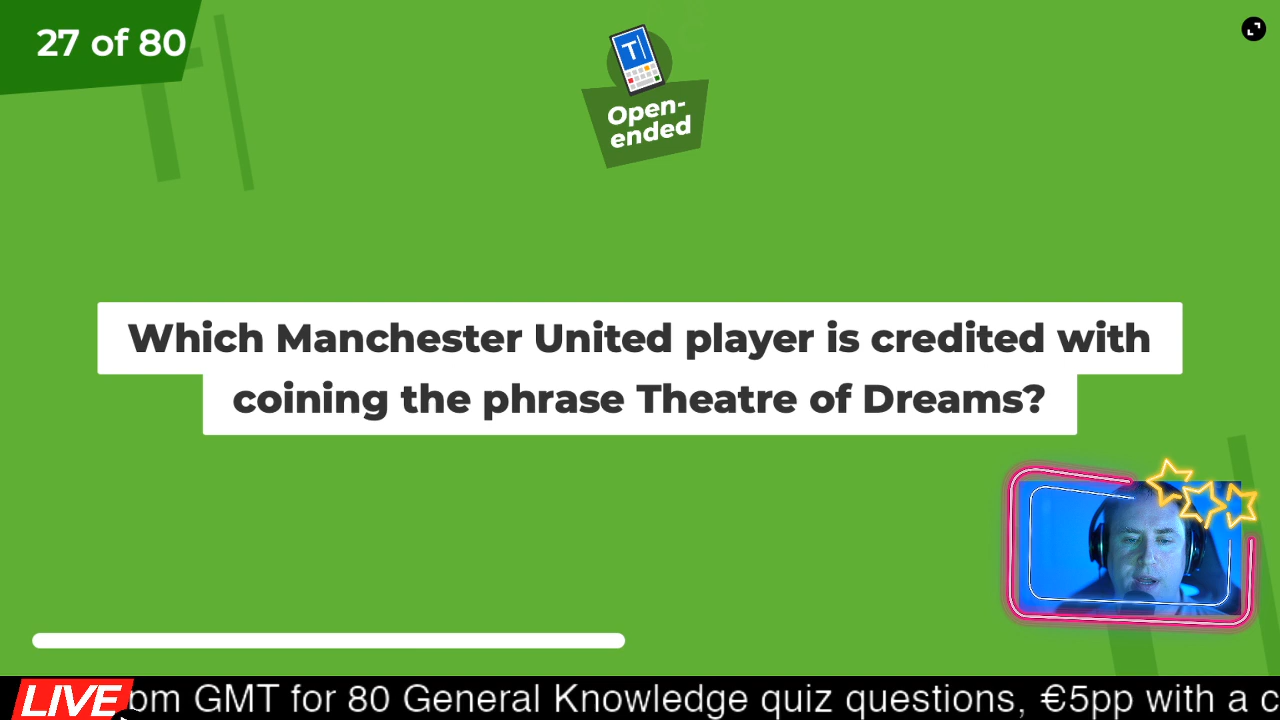 27 of 80
T
Open-
ended
Which Manchester United player is credited with
coining the phrase Theatre of Dreams?
LIVE pm GMT for 80 General Knowledge quiz questions, €5pp with a c